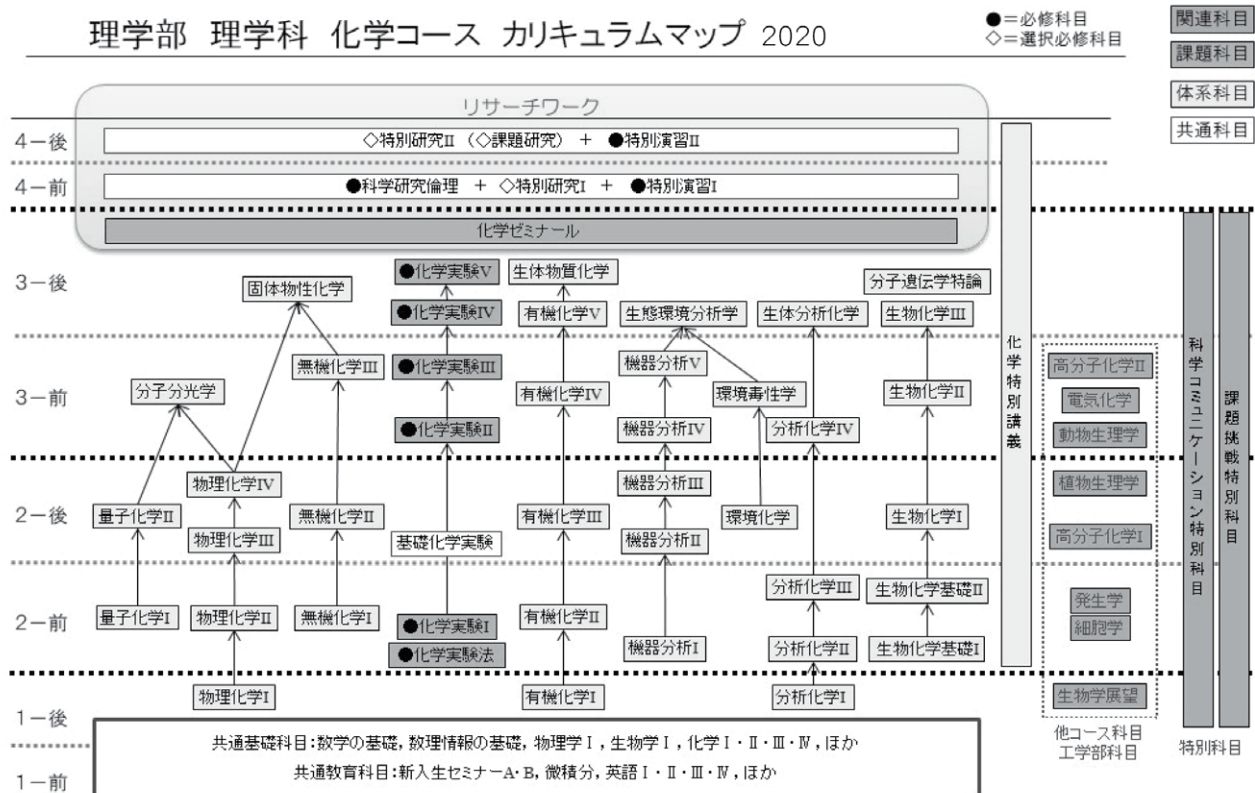 理学部 理学科 化学コース カリキュラムマップ 2020
●=必修科目
◇=選択必修科目
関連科目
課題科目
体系科目
共通科目
リサーチワーク
4－後
◇特別研究Ⅱ (◇課題研究) + ●特別演習Ⅱ
4－前
●科学研究倫理 + ◇特別研究Ⅰ + ●特別演習Ⅰ
化学ゼミナール
3－後
固体物性化学
●化学実験Ⅴ
生体物質化学
分子遺伝学特論
●化学実験Ⅳ
有機化学Ⅴ
生態環境分析学
生体分析化学
生物化学Ⅲ
3－前
分子分光学
無機化学Ⅲ
●化学実験Ⅲ
機器分析Ⅴ
有機化学Ⅳ
環境毒性学
生物化学Ⅱ
●化学実験Ⅱ
機器分析Ⅳ
分析化学Ⅳ
2－後
物理化学Ⅳ
機器分析Ⅲ
量子化学Ⅱ
無機化学Ⅱ
有機化学Ⅲ
環境化学
生物化学Ⅰ
物理化学Ⅲ
基礎化学実験
機器分析Ⅱ
2－前
分析化学Ⅲ
生物化学基礎Ⅱ
量子化学Ⅰ
物理化学Ⅱ
無機化学Ⅰ
●化学実験Ⅰ
有機化学Ⅱ
●化学実験法
機器分析Ⅰ
分析化学Ⅱ
生物化学基礎Ⅰ
1－後
物理化学Ⅰ
有機化学Ⅰ
分析化学Ⅰ
化学特別講義
高分子化学Ⅱ
電気化学
動物生理学
植物生理学
高分子化学Ⅰ
発生学
細胞学
生物学展望
他コース科目
工学部科目
科学コミュニケーション特別科目
課題挑戦特別科目
特別科目
1－前
共通基礎科目:数学の基礎,数理情報の基礎,物理学Ⅰ,生物学Ⅰ,化学Ⅰ・Ⅱ・Ⅲ・Ⅳ,ほか
共通教育科目:新入生セミナーA・B,微積分,英語Ⅰ・Ⅱ・Ⅲ・Ⅳ,ほか